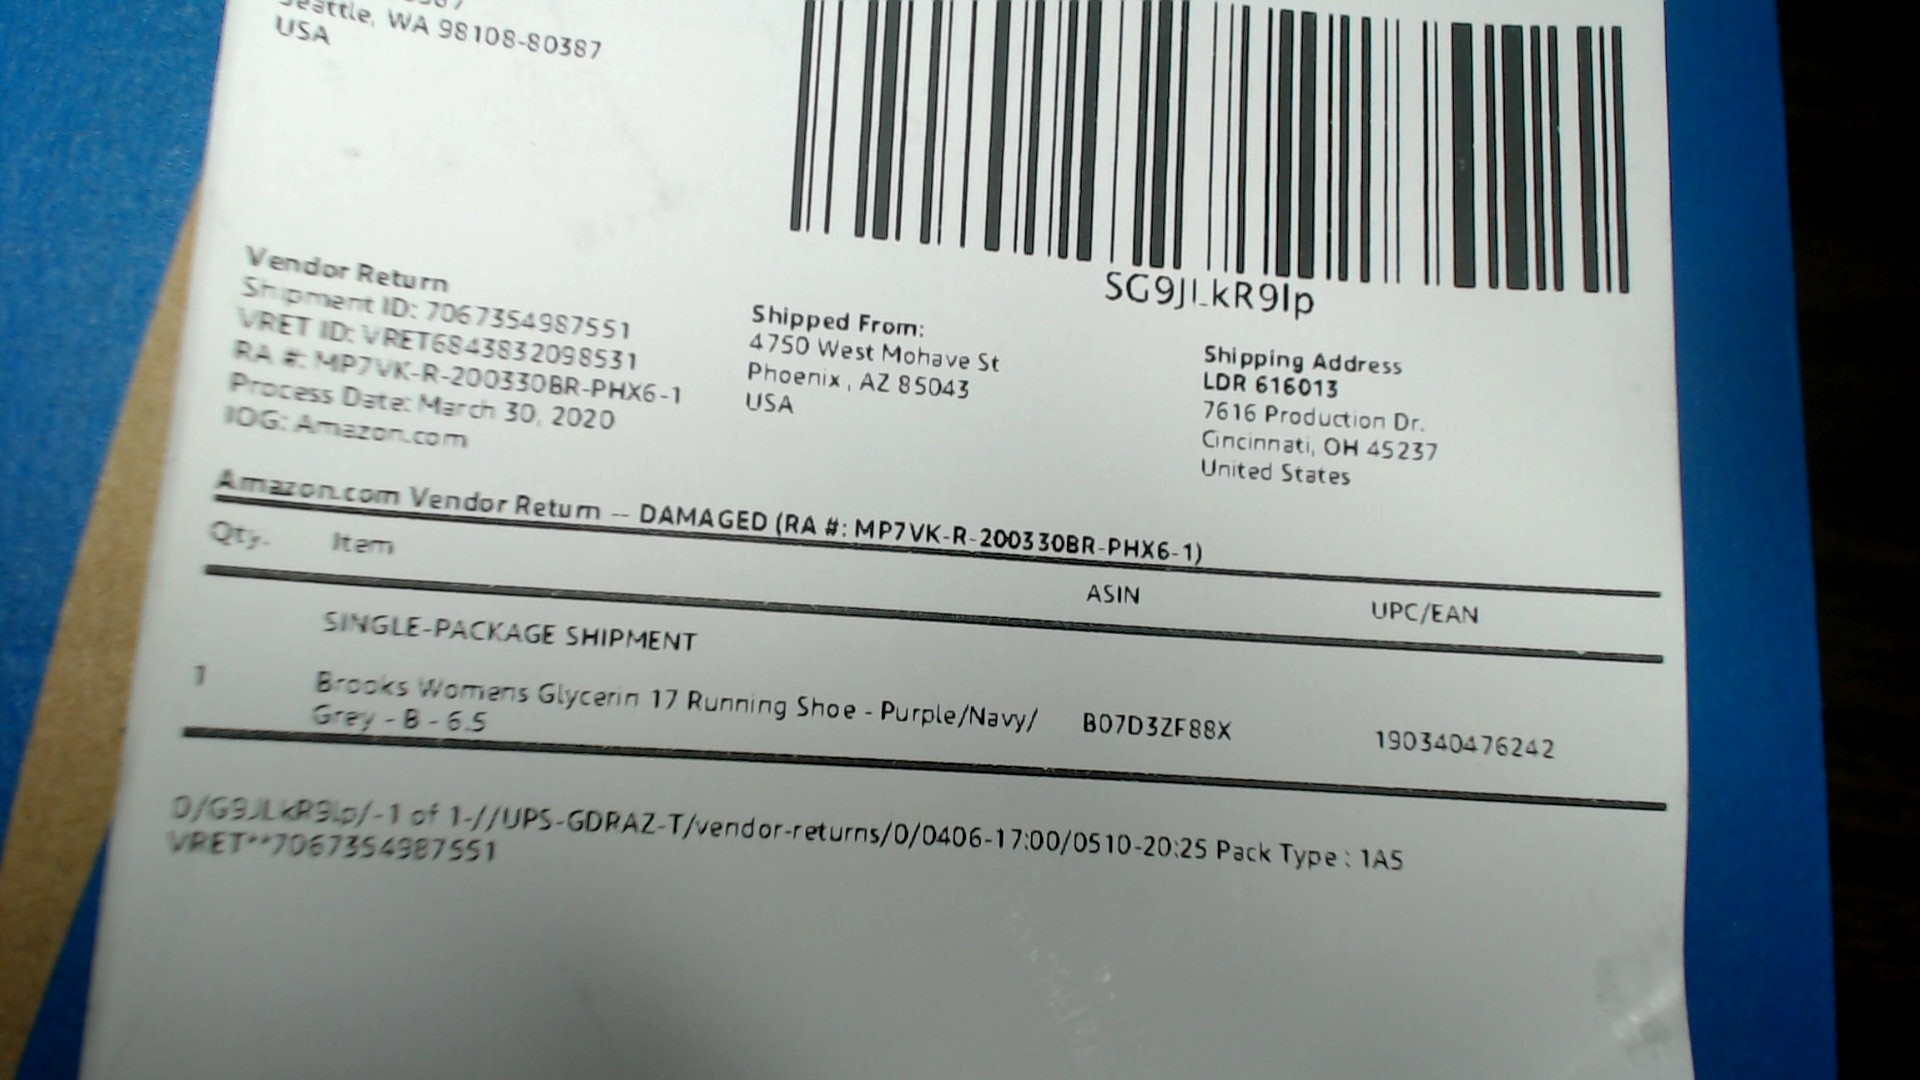 Seattle, WA 98108-80387
USA
SG9JLkR9lp
Vendor Return
Shipment ID: 7067354987551
VRET ID: VRET6843832098531
RA #: MP7VK-R-200330BR-PHX6-1
Process Date: March 30, 2020
IOG: Amazon.com
Shipped From:
4750 West Mohave St
Phoenix , AZ 85043
USA
Shipping Address
LDR 616013
7616 Production Dr.
Cincinnati, OH 45237
United States
Amazon.com Vendor Return -- DAMAGED (RA #: MP7VK-R-200330BR-PHX6-1)
Qty. Item ASIN UPC/EAN
SINGLE-PACKAGE SHIPMENT
1 Brooks Womens Glycerin 17 Running Shoe - Purple/Navy/ B07D3ZF88X 190340476242
Grey - B - 6.5
0/G9JLkR9lp/-1 of 1-//UPS-GDRAZ-T/vendor-returns/0/0406-17:00/0510-20:25 Pack Type : 1A5
VRET**7067354987551